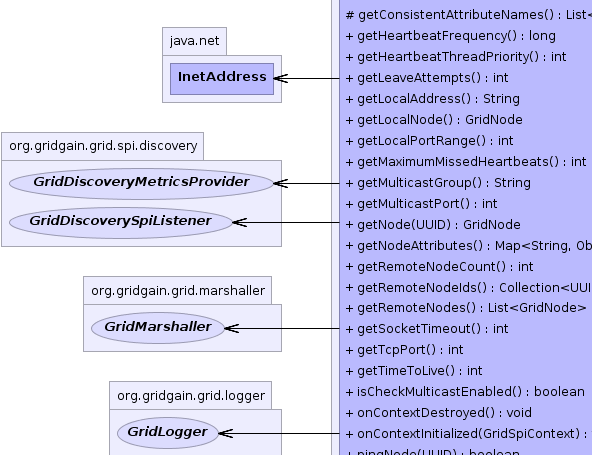 java.net
InetAddress
org.gridgain.grid.spi.discovery
GridDiscoveryMetricsProvider
GridDiscoverySpiListener
org.gridgain.grid.marshaller
GridMarshaller
org.gridgain.grid.logger
GridLogger
# getConsistentAttributeNames() : List<
+ getHeartbeatFrequency() : long
+ getHeartbeatThreadPriority() : int
+ getLeaveAttempts() : int
+ getLocalAddress() : String
+ getLocalNode() : GridNode
+ getLocalPortRange() : int
+ getMaximumMissedHeartbeats() : int
+ getMulticastGroup() : String
+ getMulticastPort() : int
+ getNode(UUID) : GridNode
+ getNodeAttributes() : Map<String, Ob
+ getRemoteNodeCount() : int
+ getRemoteNodeIds() : Collection<UUI
+ getRemoteNodes() : List<GridNode>
+ getSocketTimeout() : int
+ getTcpPort() : int
+ getTimeToLive() : int
+ isCheckMulticastEnabled() : boolean
+ onContextDestroyed() : void
+ onContextInitialized(GridSpiContext) :
+ pingNode(UUID) : boolean